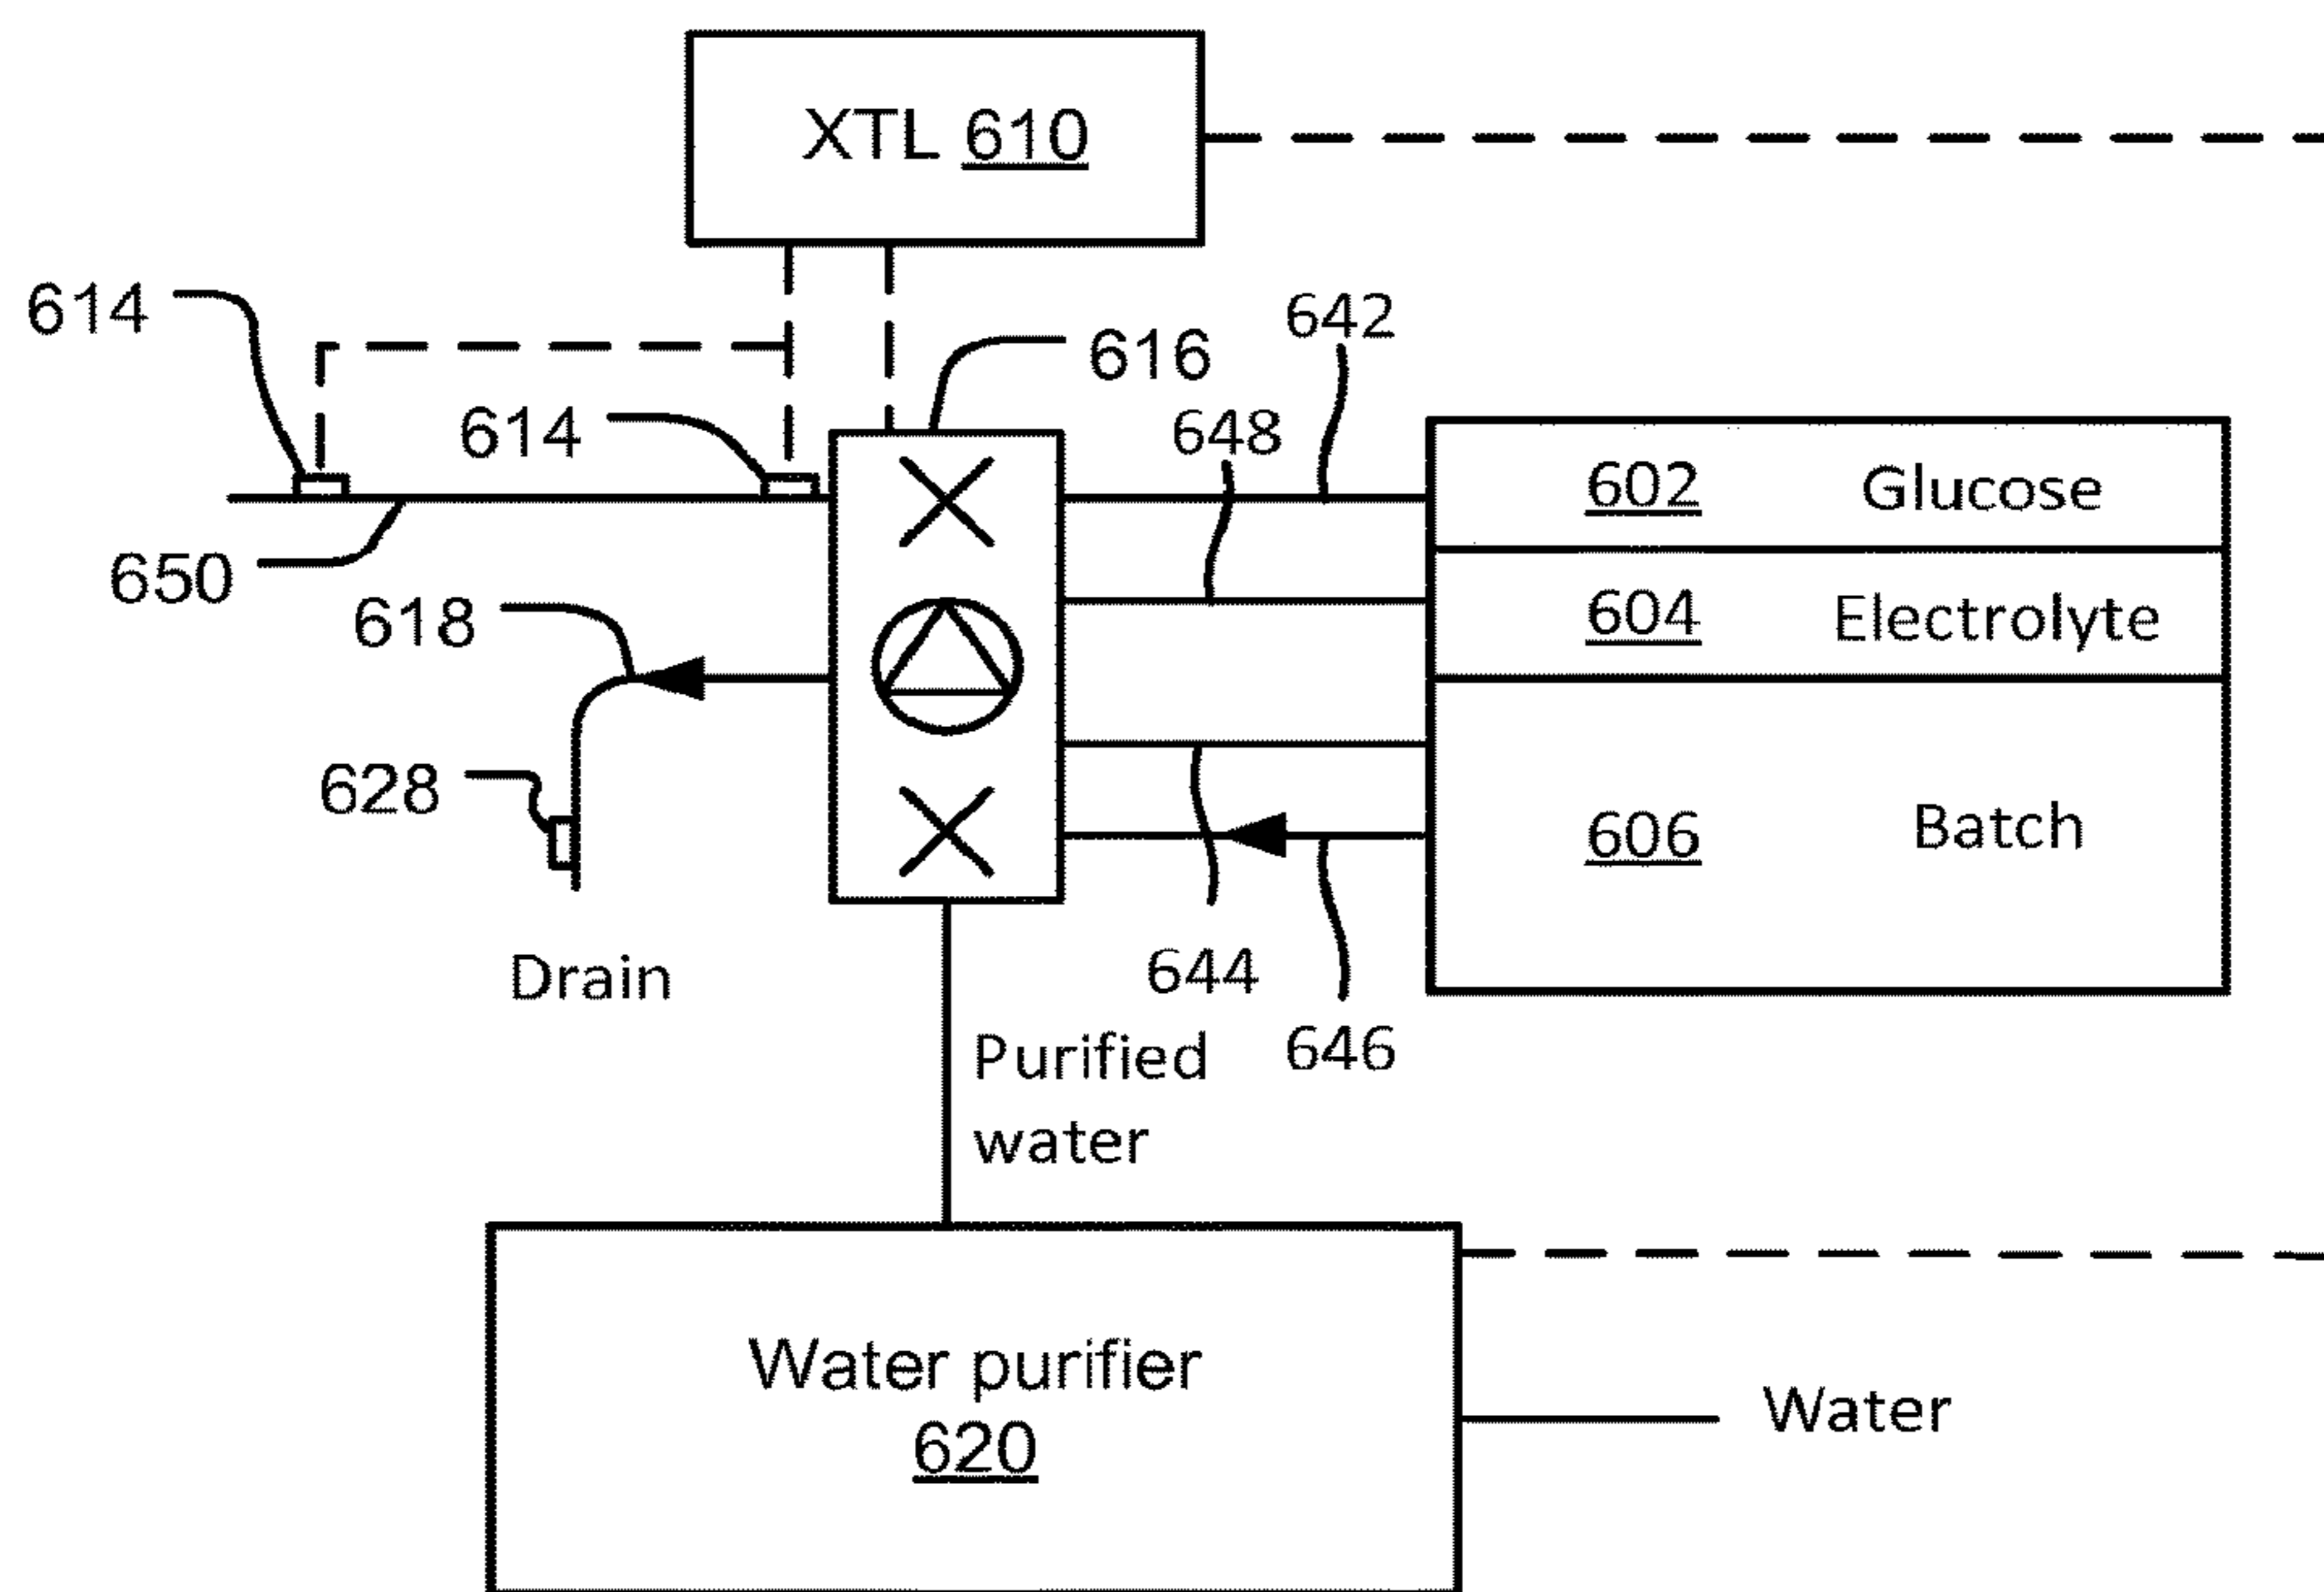 XTL 610
614
642
616
614
648
602 Glucose
650
618
604 Electrolyte
628
606 Batch
Drain
644
646
Purified
water
Water purifier
620
Water